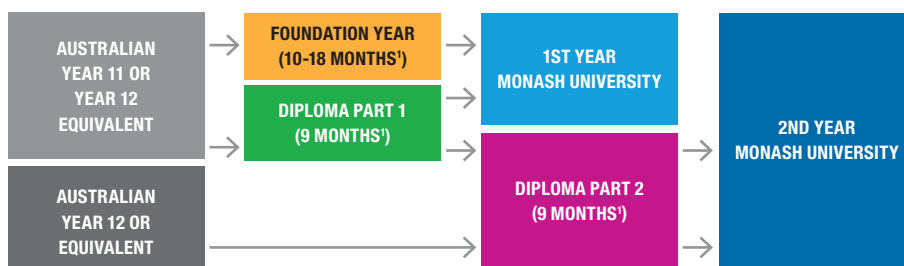 AUSTRALIAN
YEAR 11 OR
YEAR 12
EQUIVALENT
AUSTRALIAN
YEAR 12 OR
EQUIVALENT
FOUNDATION YEAR
(10-18 MONTHS¹)
DIPLOMA PART 1
(9 MONTHS¹)
1ST YEAR
MONASH UNIVERSITY
DIPLOMA PART 2
(9 MONTHS¹)
2ND YEAR
MONASH UNIVERSITY